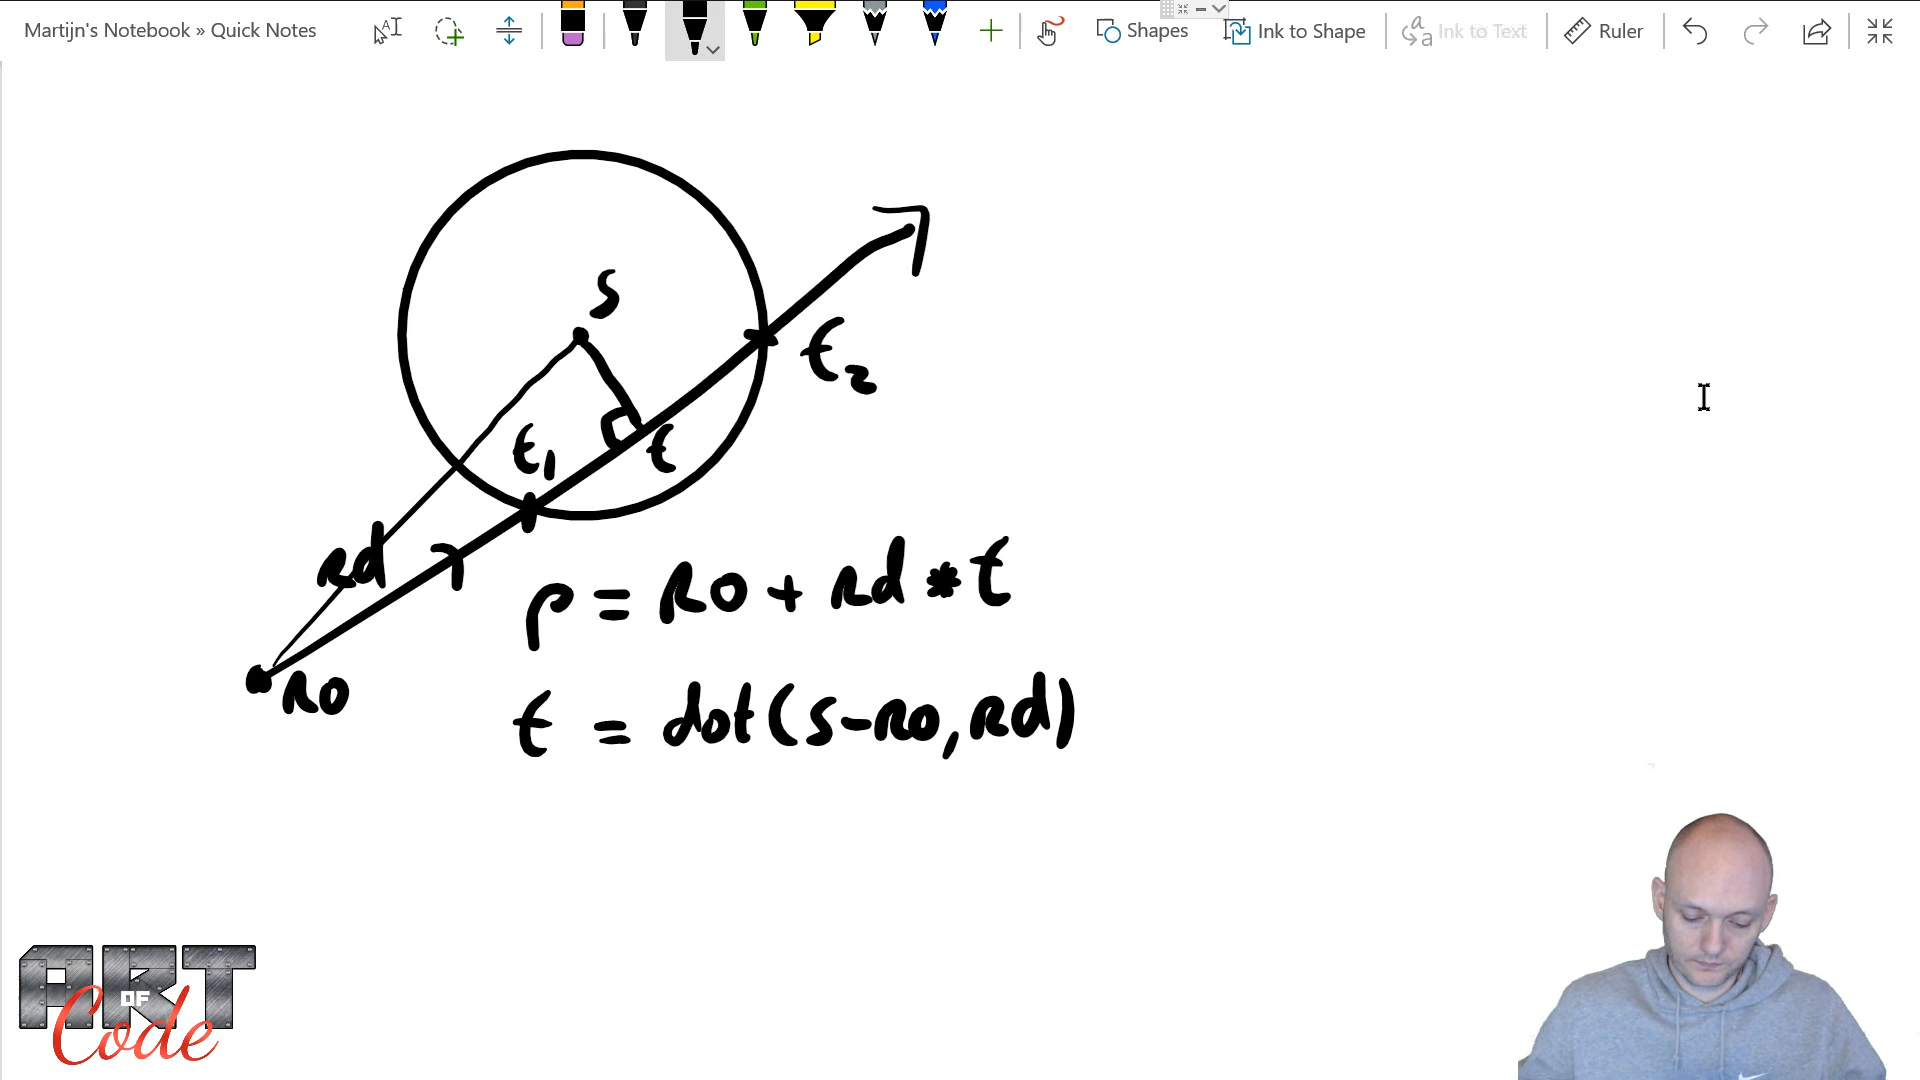 Martijn's Notebook » Quick Notes
Shapes
Ink to Shape
Ink to Text
Ruler
S
t2
t1
t
Rd
RO
P = RO + Rd * t
t = dot(S-RO, Rd)
ART
OF
Code